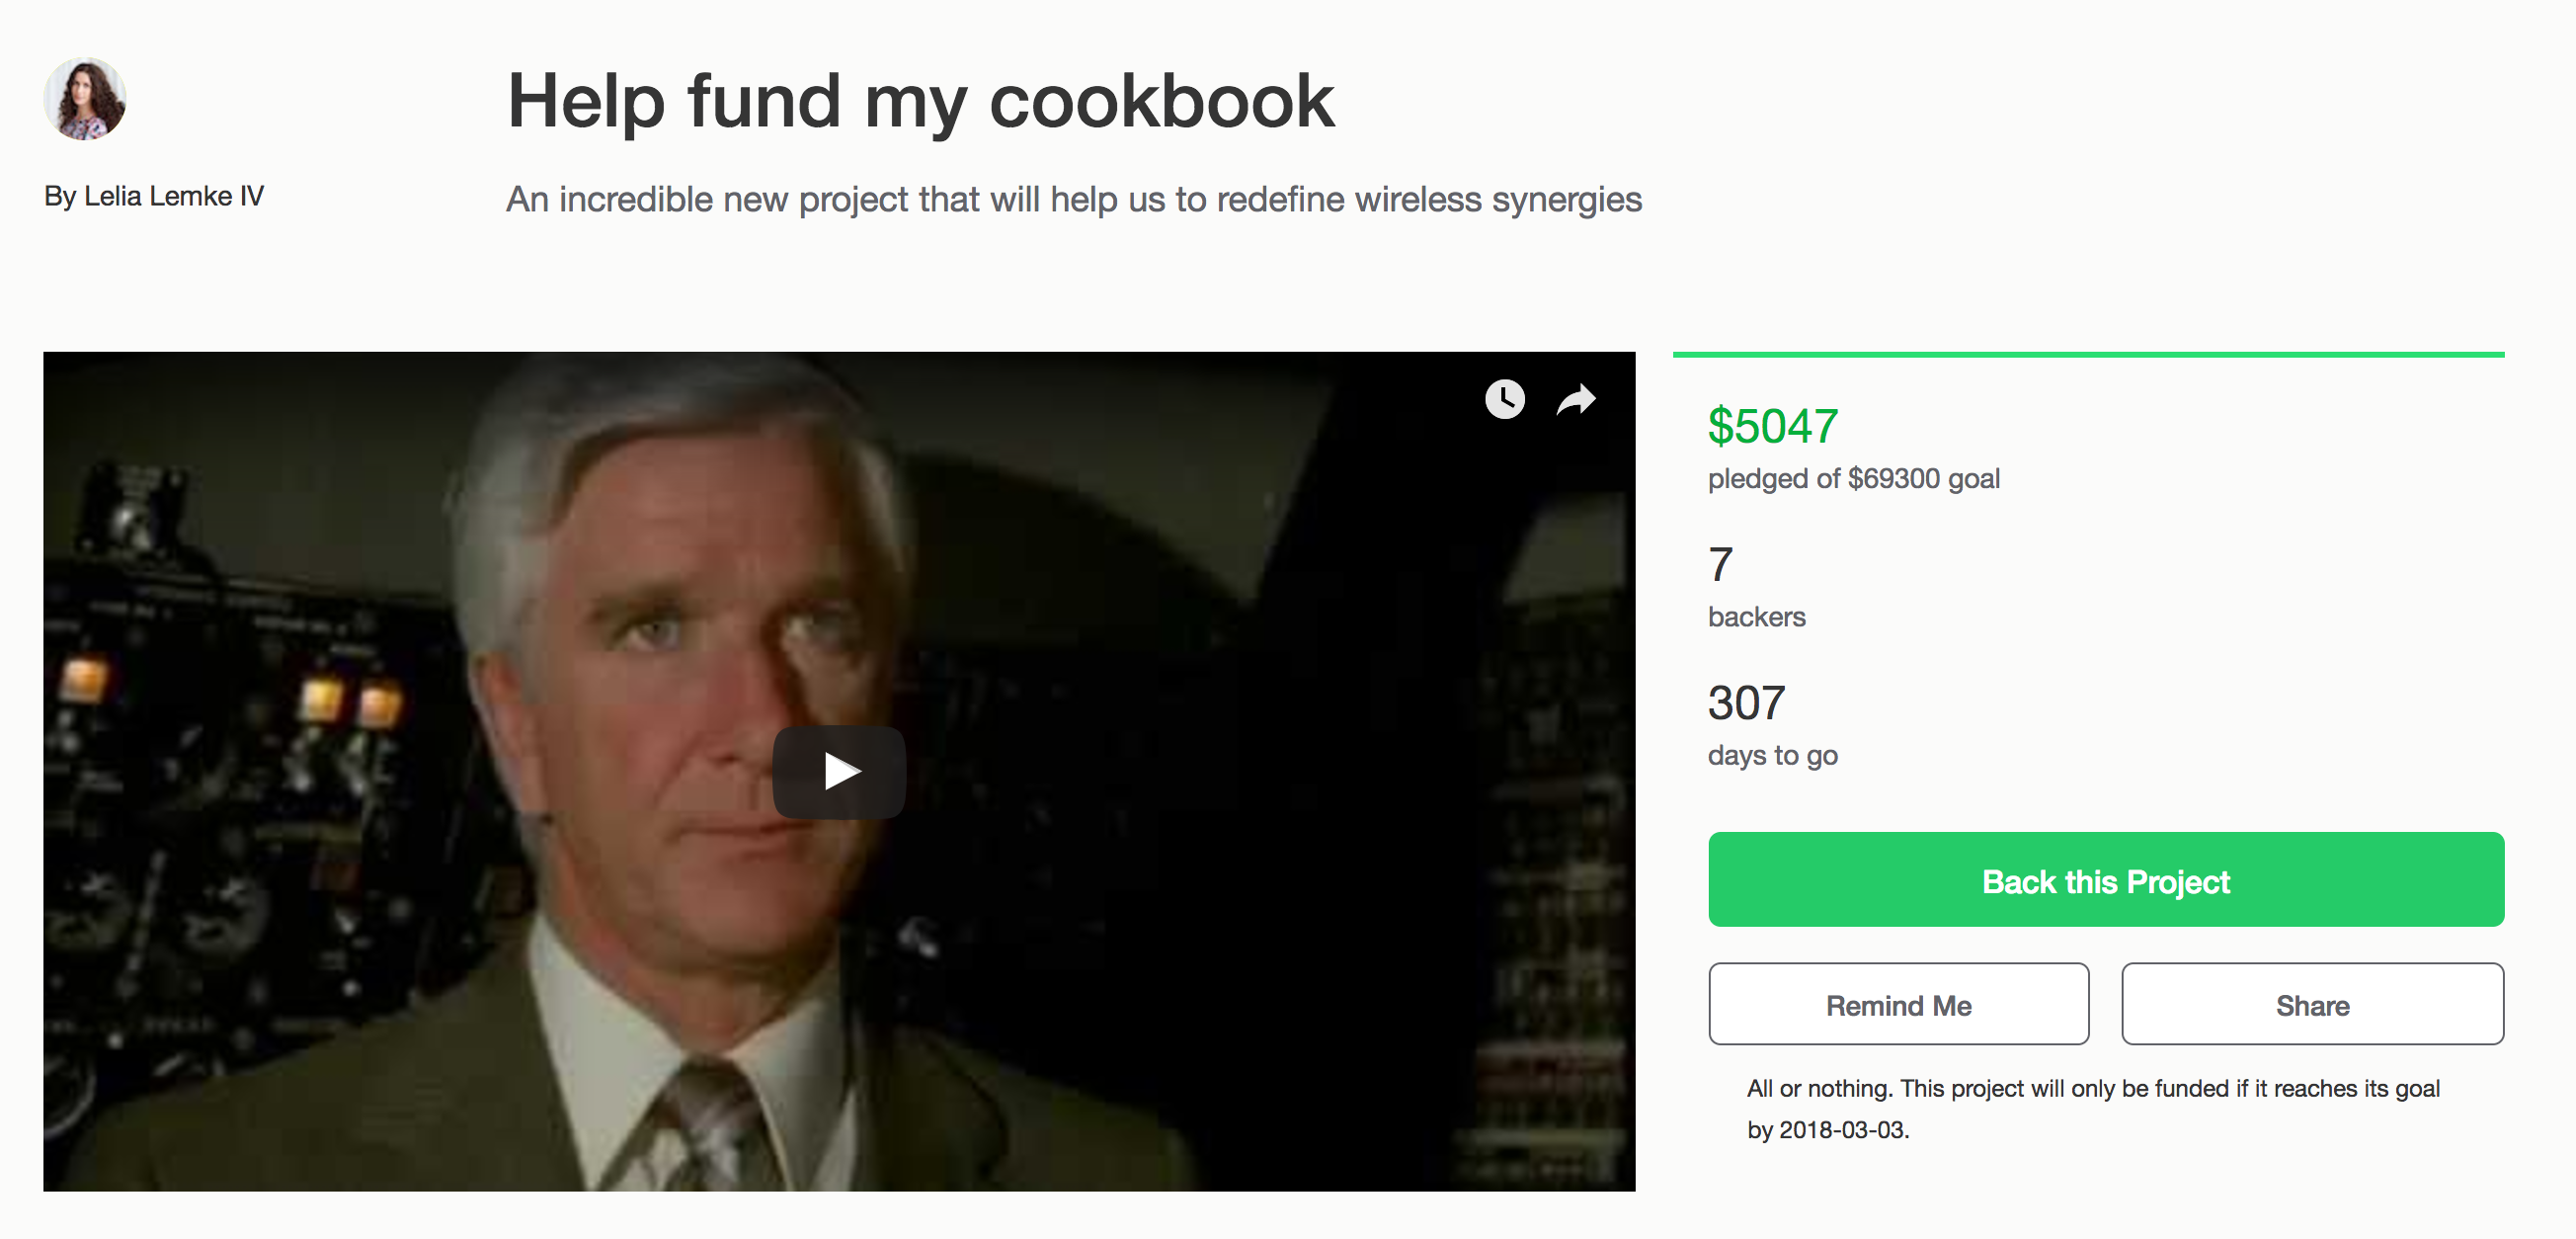 Help fund my cookbook
By Lelia Lemke IV
An incredible new project that will help us to redefine wireless synergies
$5047
pledged of $69300 goal
7
backers
307
days to go
Back this Project
Remind Me
Share
All or nothing. This project will only be funded if it reaches its goal
by 2018-03-03.